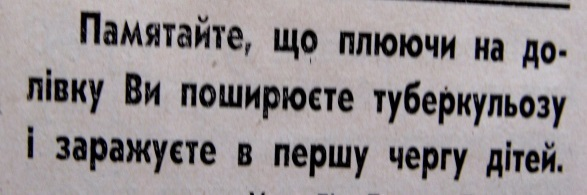 Памятайте, що плюючи на до-
лівку Ви поширюєте туберкульозу
і заражуєте в першу чергу дітей.